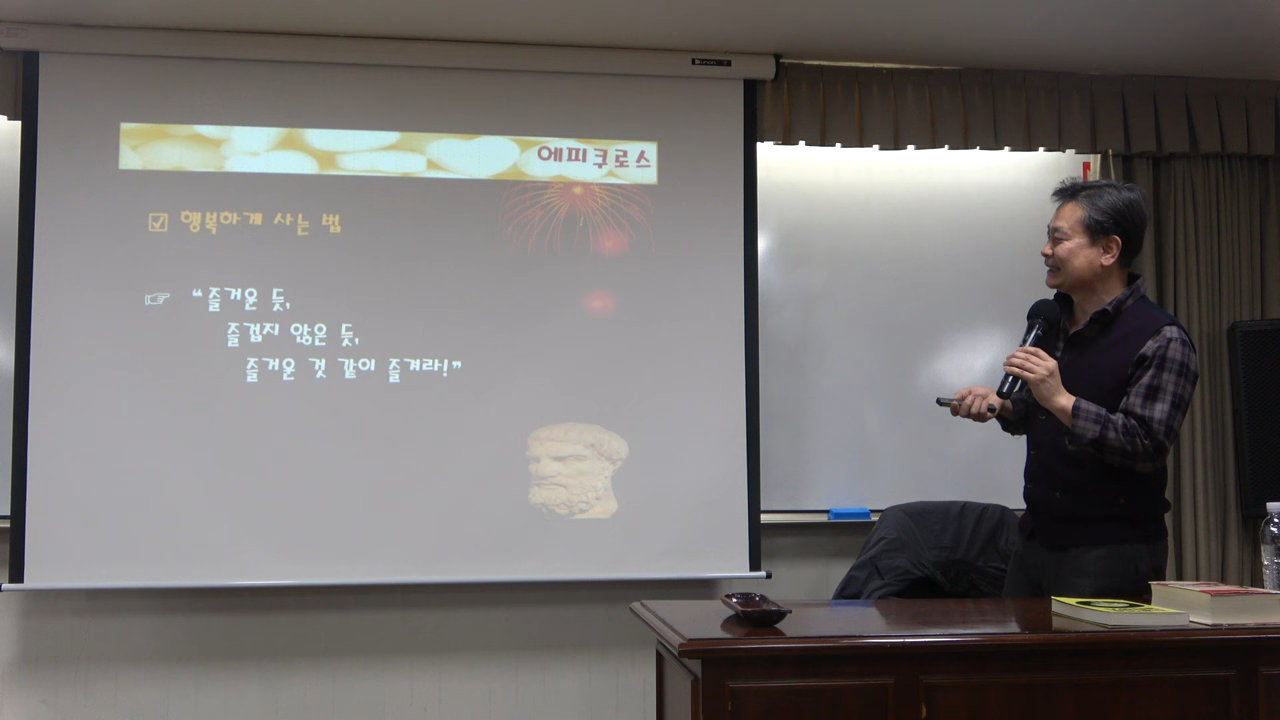 에피쿠로스
☑ 행복하게 사는 법
☞ “즐거운 듯,
즐겁지 않은 듯,
즐거운 것 같이 즐겨라!”